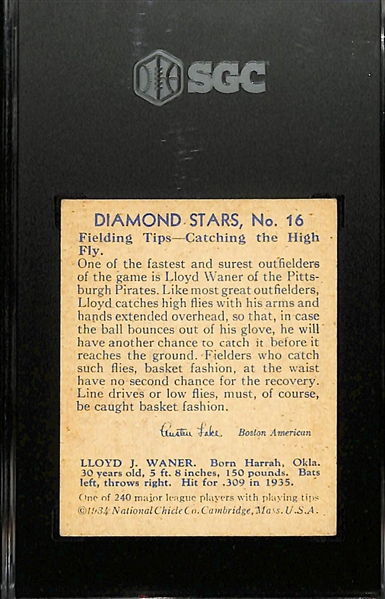 SGC
DIAMOND STARS, No. 16
Fielding Tips—Catching the High
Fly.
One of the fastest and surest outfielders
of the game is Lloyd Waner of the Pitts-
burgh Pirates. Like most great outfielders,
Lloyd catches high flies with his arms and
hands extended overhead, so that, in case
the ball bounces out of his glove, he will
have another chance to catch it before it
reaches the ground. Fielders who catch
such flies, basket fashion, at the waist
have no second chance for the recovery.
Line drives or low flies, must, of course,
be caught basket fashion.
Austen Lake Boston American
LLOYD J. WANER. Born Harrah, Okla.
30 years old, 5 ft. 8 inches, 150 pounds. Bats
left, throws right. Hit for .309 in 1935.
One of 240 major league players with playing tips
©1934 National Chicle Co. Cambridge, Mass. U.S.A.